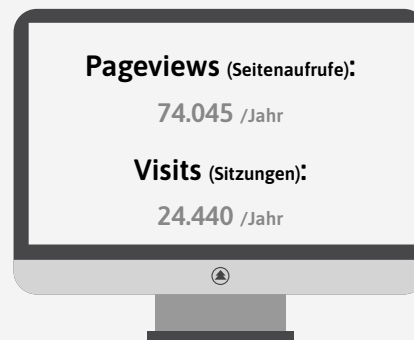 Pageviews (Seitenaufrufe):
74.045 /Jahr
Visits (Sitzungen):
24.440 /Jahr